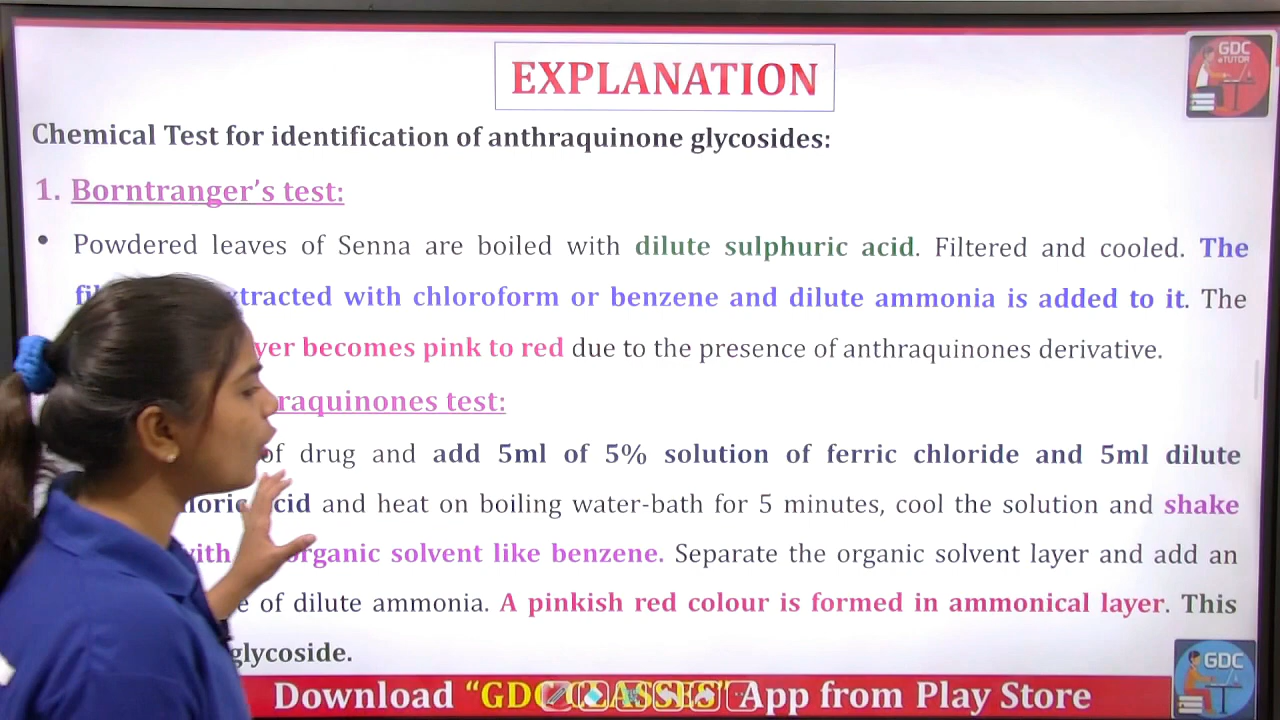 EXPLANATION
GDC
eTUTOR
Chemical Test for identification of anthraquinone glycosides:
1. Borntranger’s test:
• Powdered leaves of Senna are boiled with dilute sulphuric acid. Filtered and cooled. The
extracted with chloroform or benzene and dilute ammonia is added to it. The
becomes pink to red due to the presence of anthraquinones derivative.
test:
of drug and add 5ml of 5% solution of ferric chloride and 5ml dilute
and heat on boiling water-bath for 5 minutes, cool the solution and shake
organic solvent like benzene. Separate the organic solvent layer and add an
of dilute ammonia. A pinkish red colour is formed in ammonical layer. This
glycoside.
GDC
Download “GDC CLASSES” App from Play Store